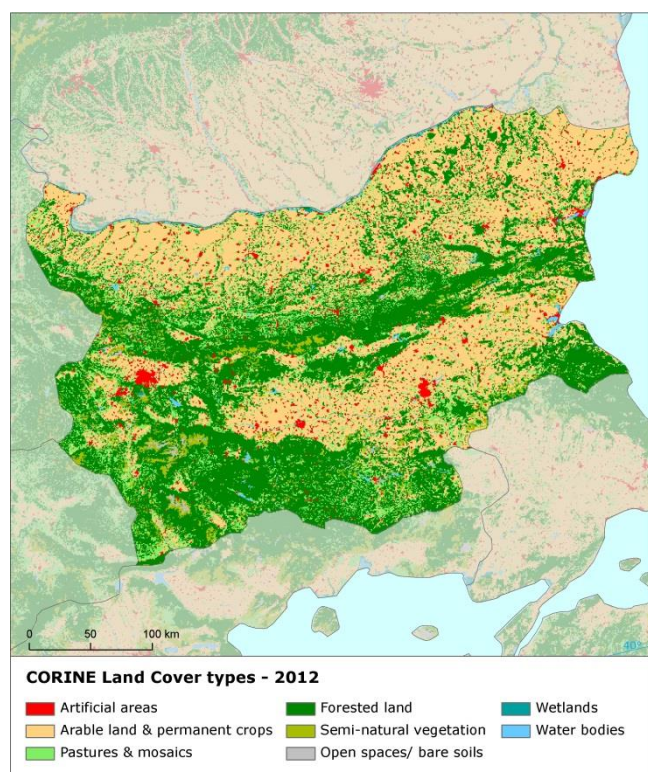 40°
0 50 100 km
CORINE Land Cover types - 2012
Artificial areas Forested land Wetlands
Arable land & permanent crops Semi-natural vegetation Water bodies
Pastures & mosaics Open spaces/ bare soils